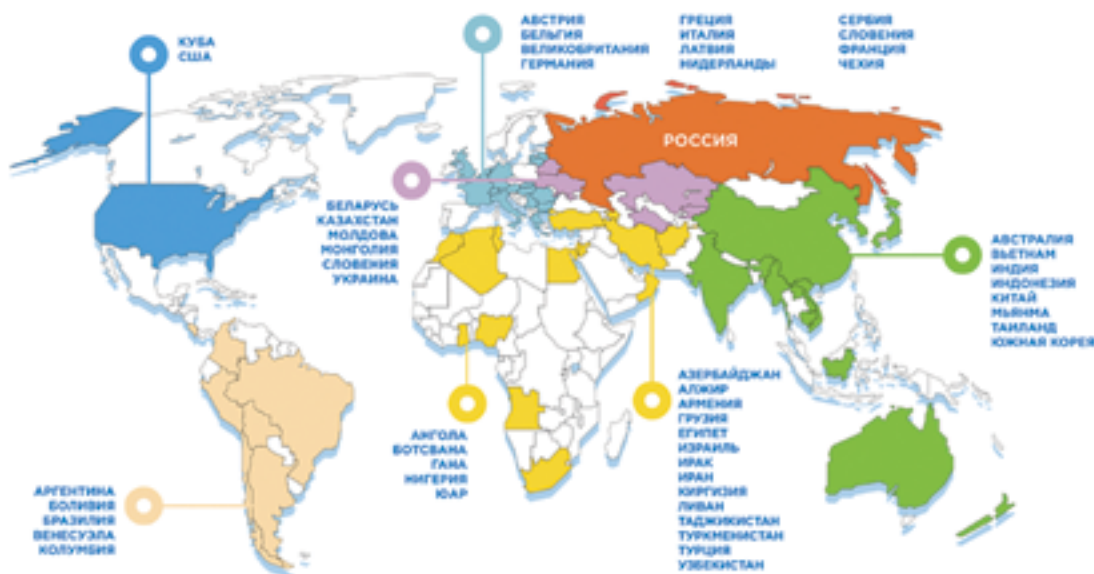 КУБА
США
АВСТРИЯ
БЕЛЬГИЯ
ВЕЛИКОБРИТАНИЯ
ГЕРМАНИЯ
ГРЕЦИЯ
ИТАЛИЯ
ЛАТВИЯ
НИДЕРЛАНДЫ
СЕРБИЯ
СЛОВЕНИЯ
ФРАНЦИЯ
ЧЕХИЯ
РОССИЯ
БЕЛАРУСЬ
КАЗАХСТАН
МОЛДОВА
МОНГОЛИЯ
СЛОВЕНИЯ
УКРАИНА
АВСТРАЛИЯ
ВЬЕТНАМ
ИНДИЯ
ИНДОНЕЗИЯ
КИТАЙ
МЬЯНМА
ТАИЛАНД
ЮЖНАЯ КОРЕЯ
АЗЕРБАЙДЖАН
АЛЖИР
АРМЕНИЯ
ГРУЗИЯ
ЕГИПЕТ
ИЗРАИЛЬ
ИРАК
ИРАН
КИРГИЗИЯ
ЛИВАН
ТАДЖИКИСТАН
ТУРКМЕНИСТАН
ТУРЦИЯ
УЗБЕКИСТАН
АНГОЛА
БОТСВАНА
ГАНА
НИГЕРИЯ
ЮАР
АРГЕНТИНА
БОЛИВИЯ
БРАЗИЛИЯ
ВЕНЕСУЭЛА
КОЛУМБИЯ